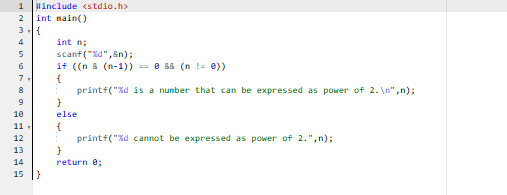 1 #include <stdio.h>
2 int main()
3 {
4 int n;
5 scanf("%d",&n);
6 if ((n & (n-1)) == 0 && (n != 0))
7 {
8 printf("%d is a number that can be expressed as power of 2.\n",n);
9 }
10 else
11 {
12 printf("%d cannot be expressed as power of 2.",n);
13 }
14 return 0;
15 }